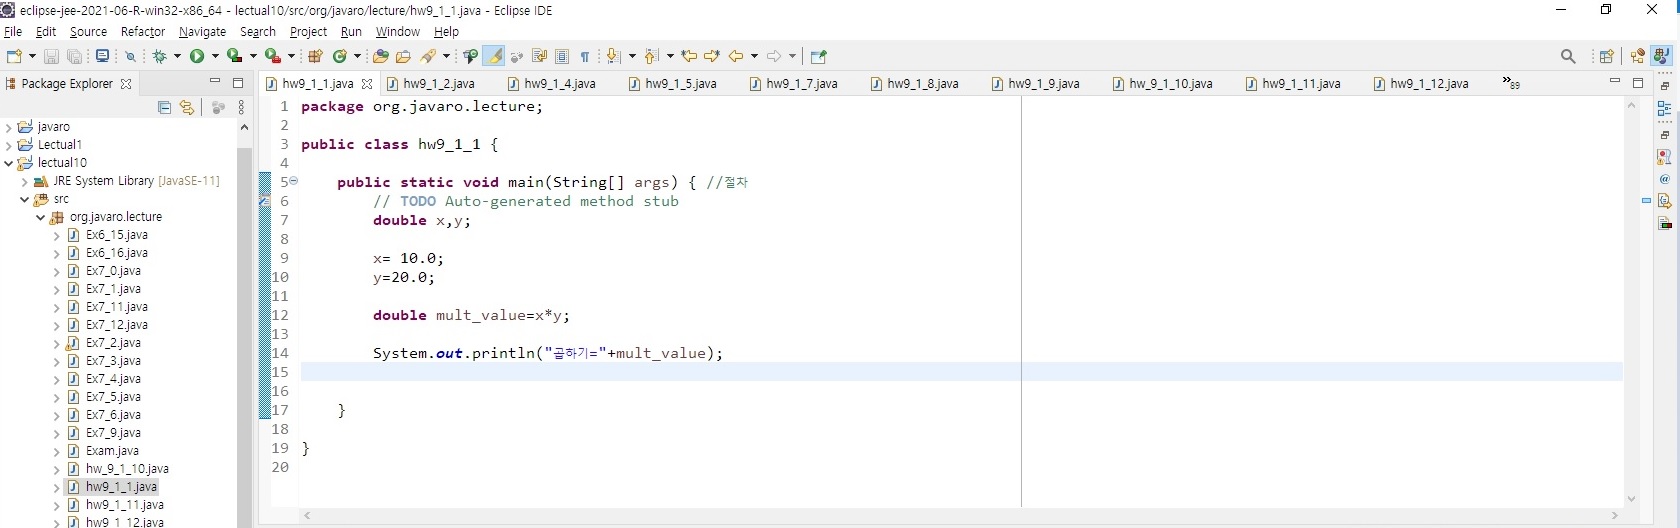 eclipse-jee-2021-06-R-win32-x86_64 - lectual10/src/org/javaro/lecture/hw9_1_1.java - Eclipse IDE
File Edit Source Refactor Navigate Search Project Run Window Help
Package Explorer
hw9_1_1.java hw9_1_2.java hw9_1_4.java hw9_1_5.java hw9_1_7.java hw9_1_8.java hw9_1_9.java hw_9_1_10.java hw9_1_11.java hw9_1_12.java »89
javaro
Lectual1
lectual10
JRE System Library [JavaSE-11]
src
org.javaro.lecture
Ex6_15.java
Ex6_16.java
Ex7_0.java
Ex7_1.java
Ex7_11.java
Ex7_12.java
Ex7_2.java
Ex7_3.java
Ex7_4.java
Ex7_5.java
Ex7_6.java
Ex7_9.java
Exam.java
hw_9_1_10.java
hw9_1_1.java
hw9_1_11.java
hw9_1_12.java
1 package org.javaro.lecture;
2
3 public class hw9_1_1 {
4
5 public static void main(String[] args) { //절차
6 // TODO Auto-generated method stub
7 double x,y;
8
9 x= 10.0;
10 y=20.0;
11
12 double mult_value=x*y;
13
14 System.out.println("곱하기="+mult_value);
15
16
17 }
18
19 }
20